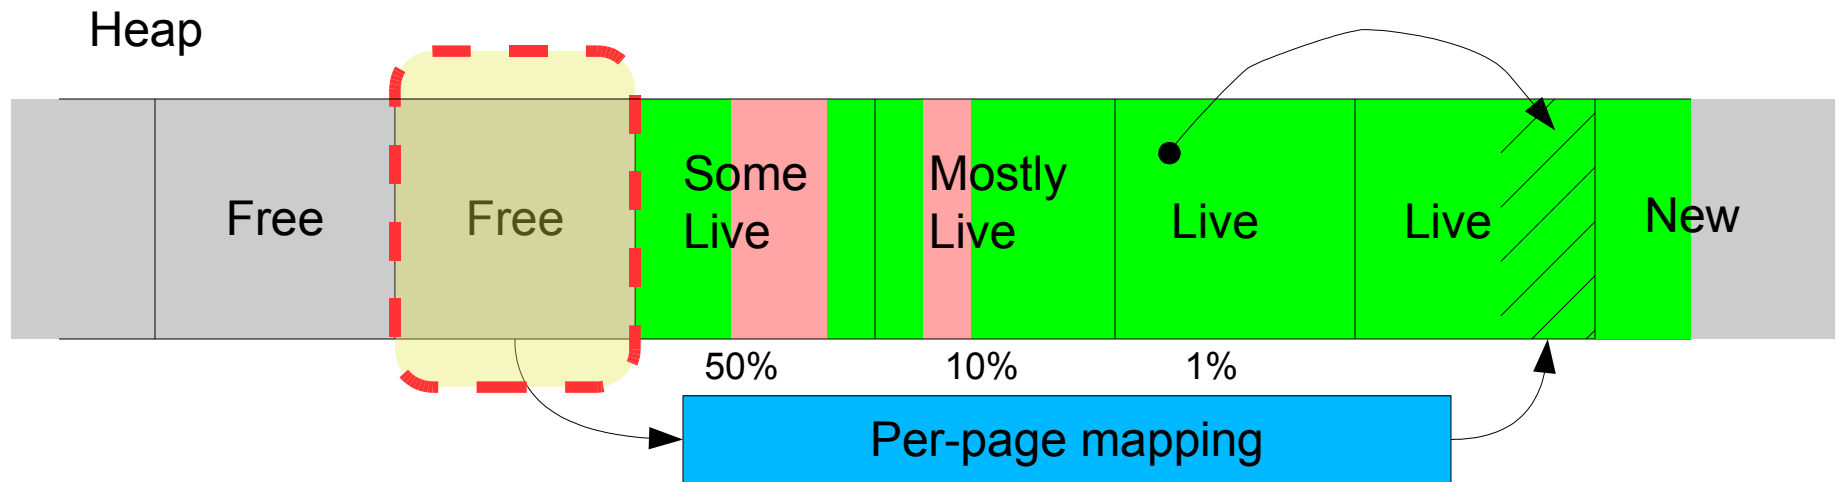 Heap
Free
Free
Some
Live
Mostly
Live
Live
Live
New
50%
10%
1%
Per-page mapping